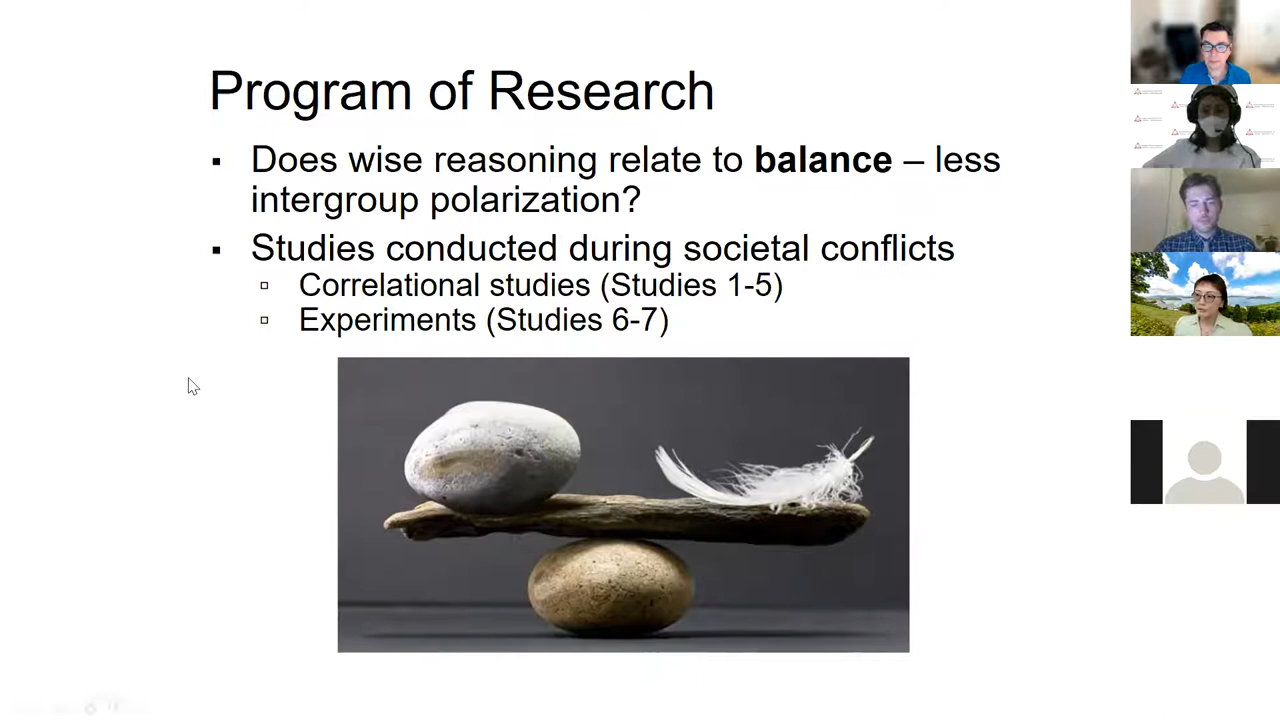 Program of Research
▪ Does wise reasoning relate to balance – less
intergroup polarization?
▪ Studies conducted during societal conflicts
▫ Correlational studies (Studies 1-5)
▫ Experiments (Studies 6-7)